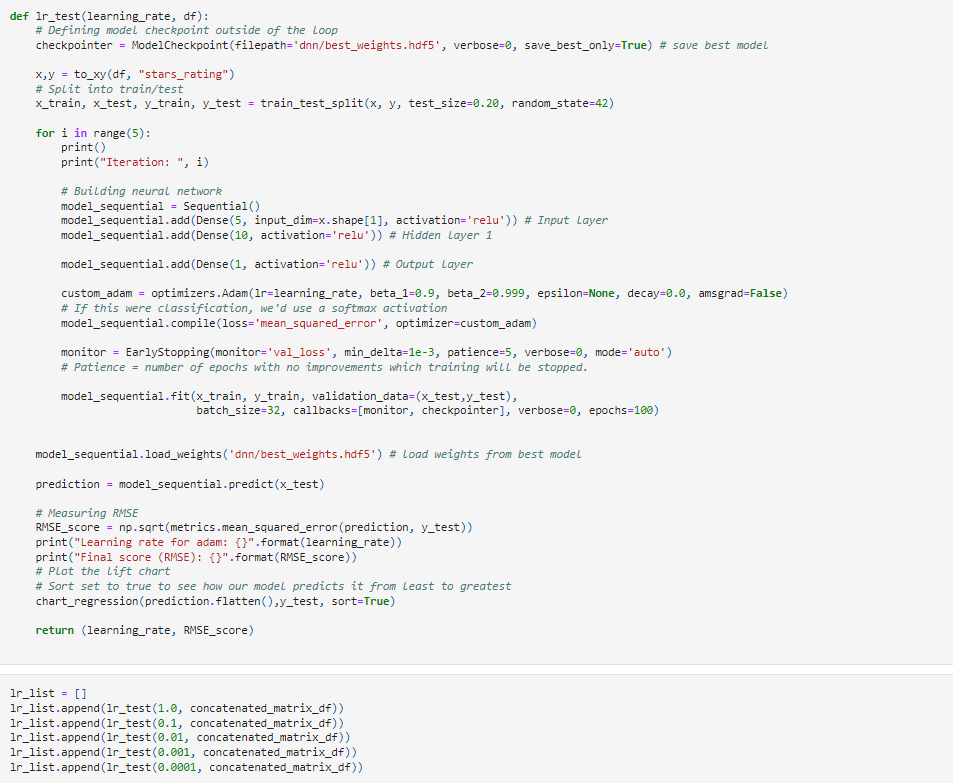 def lr_test(learning_rate, df):
    # Defining model checkpoint outside of the loop
    checkpointer = ModelCheckpoint(filepath='dnn/best_weights.hdf5', verbose=0, save_best_only=True) # save best model
    x,y = to_xy(df, "stars_rating")
    # Split into train/test
    x_train, x_test, y_train, y_test = train_test_split(x, y, test_size=0.20, random_state=42)
    for i in range(5):
        print()
        print("Iteration: ", i)
        # Building neural network
        model_sequential = Sequential()
        model_sequential.add(Dense(5, input_dim=x.shape[1], activation='relu')) # Input layer
        model_sequential.add(Dense(10, activation='relu')) # Hidden layer 1
        model_sequential.add(Dense(1, activation='relu')) # Output layer
        custom_adam = optimizers.Adam(lr=learning_rate, beta_1=0.9, beta_2=0.999, epsilon=None, decay=0.0, amsgrad=False)
        # If this were classification, we'd use a softmax activation
        model_sequential.compile(loss='mean_squared_error', optimizer=custom_adam)
        monitor = EarlyStopping(monitor='val_loss', min_delta=1e-3, patience=5, verbose=0, mode='auto')
        # Patience = number of epochs with no improvements which training will be stopped.
        model_sequential.fit(x_train, y_train, validation_data=(x_test,y_test),
                             batch_size=32, callbacks=[monitor, checkpointer], verbose=0, epochs=100)
    model_sequential.load_weights('dnn/best_weights.hdf5') # load weights from best model
    prediction = model_sequential.predict(x_test)
    # Measuring RMSE
    RMSE_score = np.sqrt(metrics.mean_squared_error(prediction, y_test))
    print("Learning rate for adam: {}".format(learning_rate))
    print("Final score (RMSE): {}".format(RMSE_score))
    # Plot the lift chart
    # Sort set to true to see how our model predicts it from least to greatest
    chart_regression(prediction.flatten(),y_test, sort=True)
    return (learning_rate, RMSE_score)
lr_list = []
lr_list.append(lr_test(1.0, concatenated_matrix_df))
lr_list.append(lr_test(0.1, concatenated_matrix_df))
lr_list.append(lr_test(0.01, concatenated_matrix_df))
lr_list.append(lr_test(0.001, concatenated_matrix_df))
lr_list.append(lr_test(0.0001, concatenated_matrix_df))